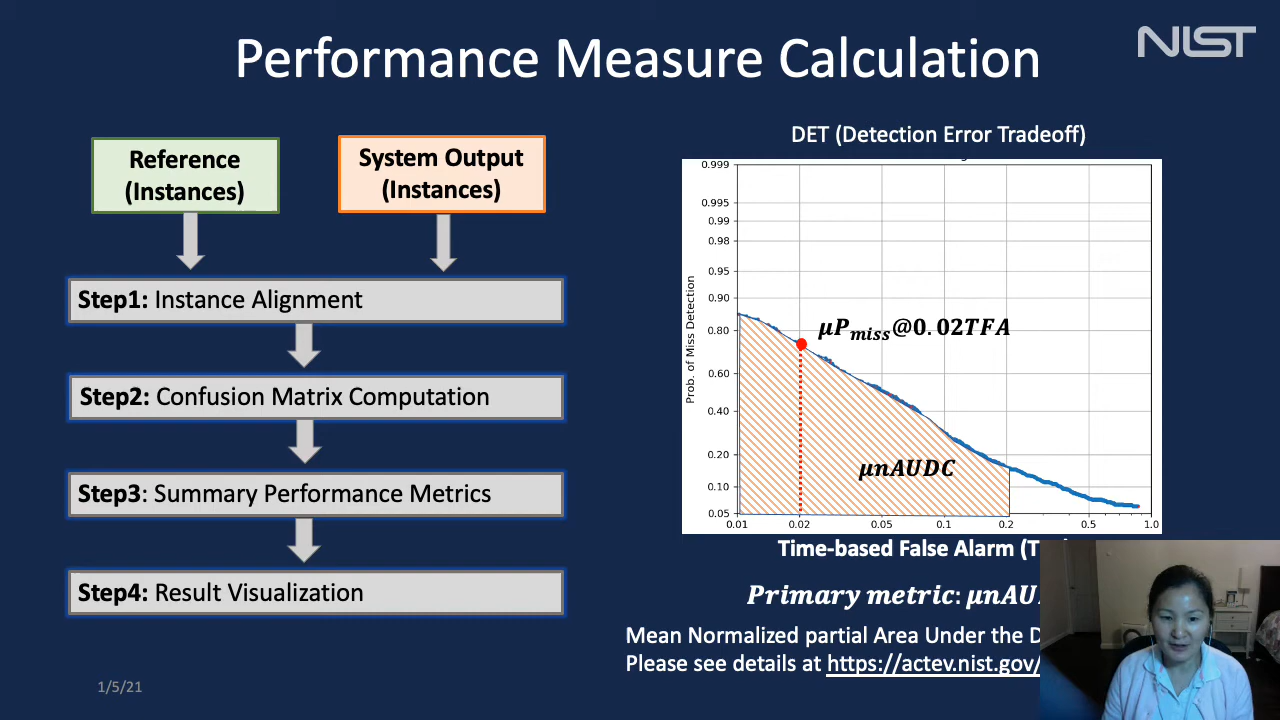 Performance Measure Calculation
NIST
Reference
(Instances)
System Output
(Instances)
Step1: Instance Alignment
Step2: Confusion Matrix Computation
Step3: Summary Performance Metrics
Step4: Result Visualization
1/5/21
DET (Detection Error Tradeoff)
0.999
0.995
0.99
0.98
0.95
0.90
0.80
0.60
0.40
0.20
0.10
0.05
Prob. of Miss Detection
μPmiss@0.02TFA
μnAUDC
0.01 0.02 0.05 0.1 0.2 0.5 1.0
Time-based False Alarm
Primary metric:
Mean Normalized partial Area Under the
Please see details at https://actev.nist.gov/